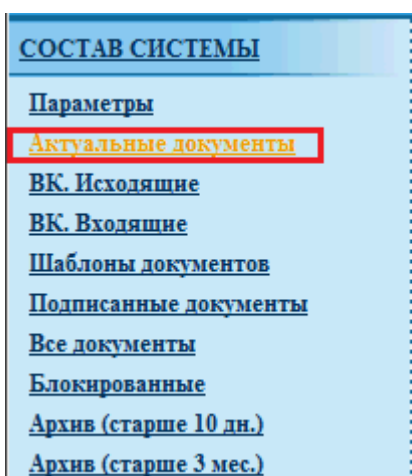 СОСТАВ СИСТЕМЫ
Параметры
Актуальные документы
ВК. Исходящие
ВК. Входящие
Шаблоны документов
Подписанные документы
Все документы
Блокированные
Архив (старше 10 дн.)
Архив (старше 3 мес.)